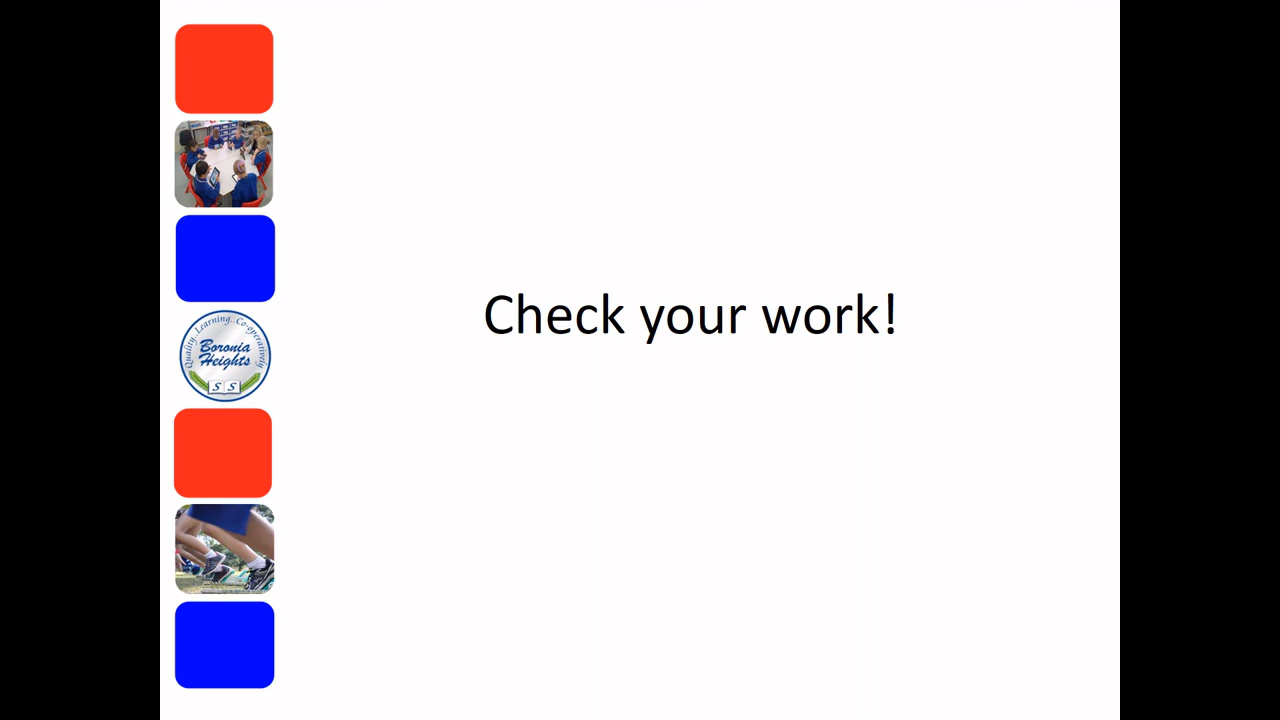 Check your work!
Quality..Learning..Co-operatively
Boronia
Heights
S S